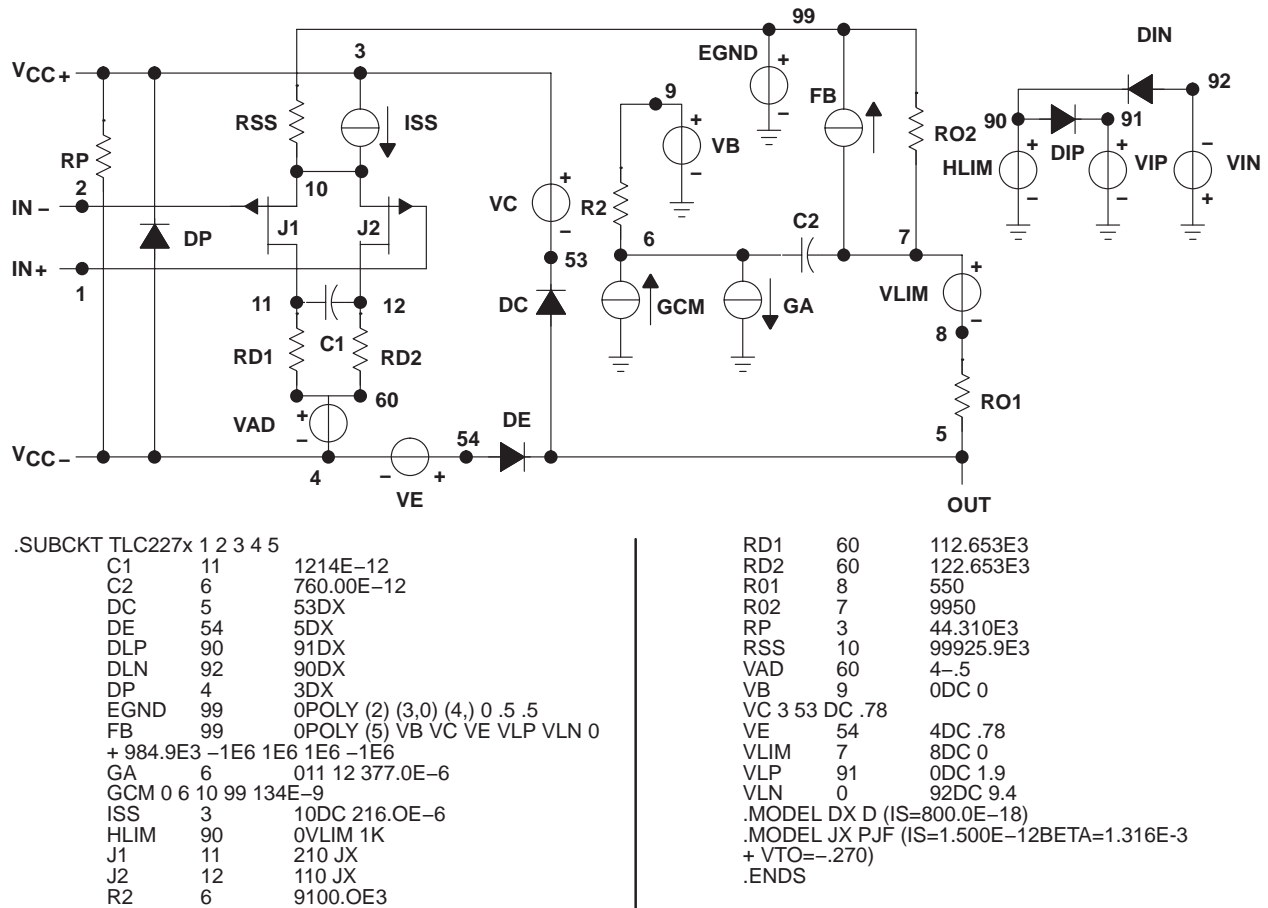 99
DIN
3
EGND
+
VCC+
9
FB
92
RSS
ISS
+
VB
90
91
RO2
DIP
RP
10
HLIM
VIP
VIN
2
VC
R2
IN −
J1
J2
C2
DP
6
7
IN+
53
1
GCM
GA
VLIM
11
12
DC
8
C1
RD1
RD2
60
RO1
VAD
DE
54
5
VCC−
4
VE
OUT
.SUBCKT TLC227x 1 2 3 4 5
C1 11 1214E−12
C2 6 760.00E−12
DC 5 53DX
DE 54 5DX
DLP 90 91DX
DLN 92 90DX
DP 4 3DX
EGND 99 0POLY (2) (3,0) (4,) 0 .5 .5
FB 99 0POLY (5) VB VC VE VLP VLN 0
+ 984.9E3 −1E6 1E6 1E6 −1E6
GA 6 011 12 377.0E−6
GCM 0 6 10 99 134E−9
ISS 3 10DC 216.OE−6
HLIM 90 0VLIM 1K
J1 11 210 JX
J2 12 110 JX
R2 6 9100.OE3
RD1 60 112.653E3
RD2 60 122.653E3
R01 8 550
R02 7 9950
RP 3 44.310E3
RSS 10 99925.9E3
VAD 60 4−.5
VB 9 0DC 0
VC 3 53 DC .78
VE 54 4DC .78
VLIM 7 8DC 0
VLP 91 0DC 1.9
VLN 0 92DC 9.4
.MODEL DX D (IS=800.0E−18)
.MODEL JX PJF (IS=1.500E−12BETA=1.316E-3
+ VTO=−.270)
.ENDS